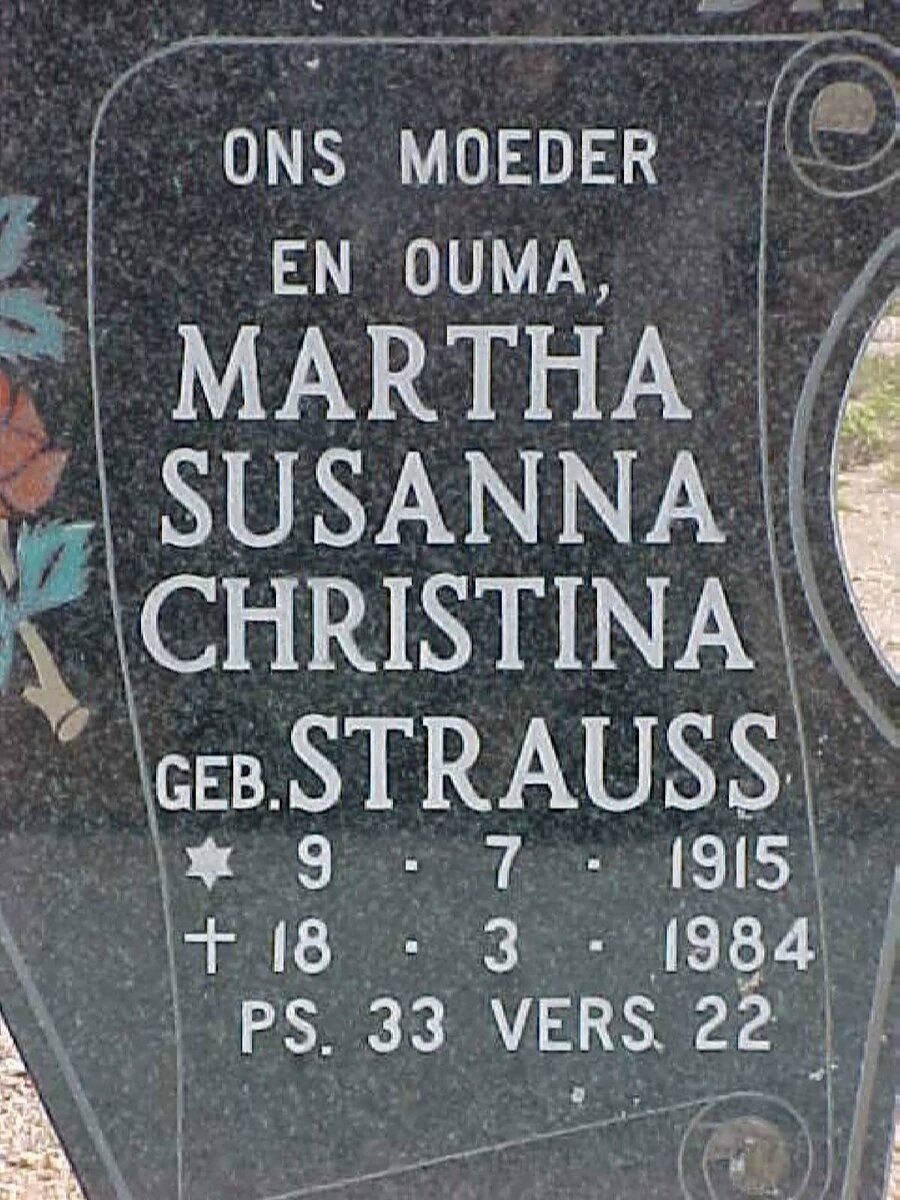 ONS MOEDER
EN OUMA,
MARTHA
SUSANNA
CHRISTINA
GEB. STRAUSS
✶ 9 · 7 · 1915
† 18 · 3 · 1984
PS. 33 VERS 22